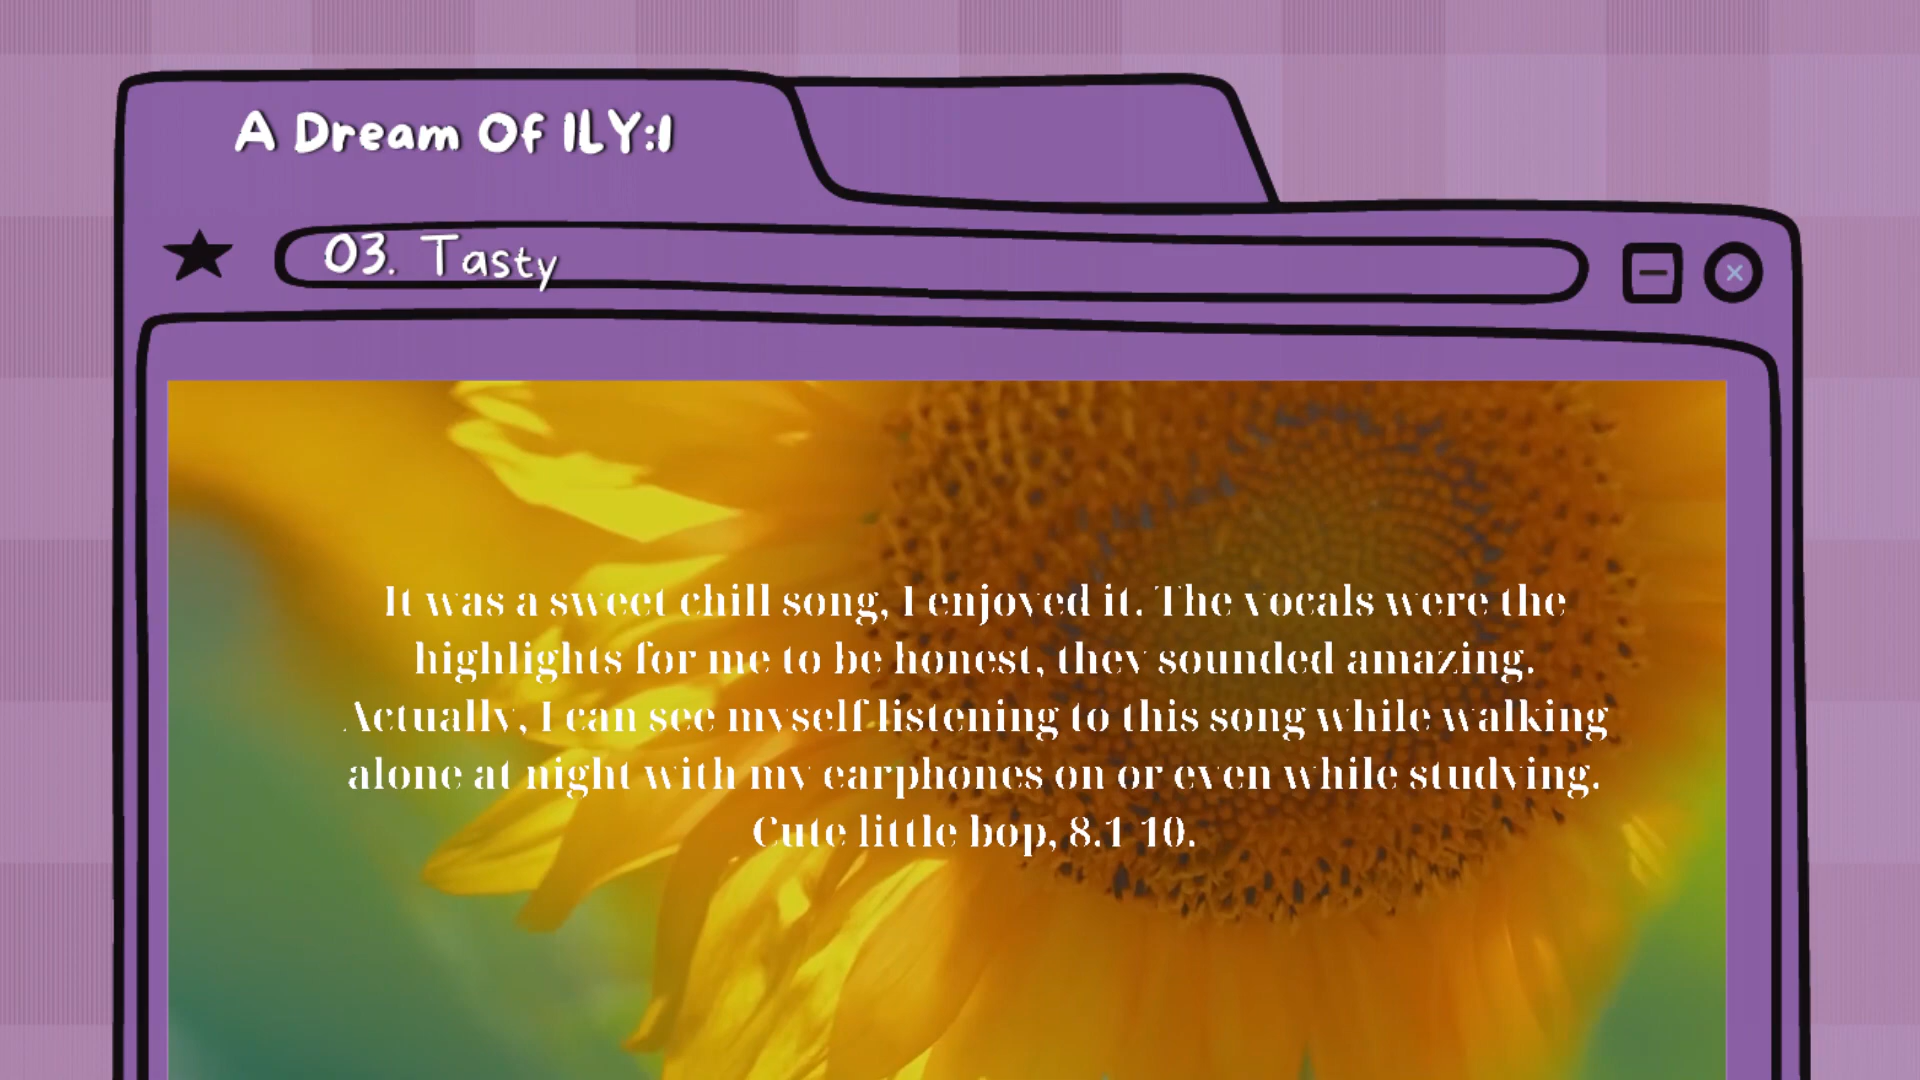 A Dream Of ILY:1
03. Tasty
It was a sweet chill song, I enjoyed it. The vocals were the
highlights for me to be honest, they sounded amazing.
Actually, I can see myself listening to this song while walking
alone at night with my earphones on or even while studying.
Cute little bop, 8.1/10.